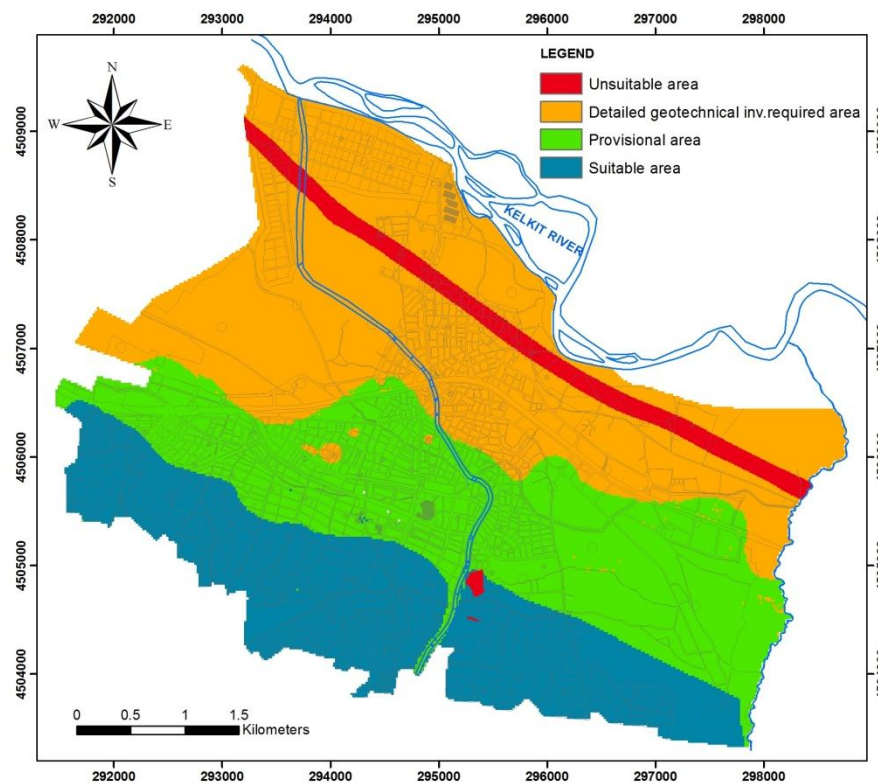 292000 293000 294000 295000 296000 297000 298000
N
W E
S
LEGEND
Unsuitable area
Detailed geotechnical inv.required area
Provisional area
Suitable area
KELKIT RIVER
4509000
4508000
4507000
4506000
4505000
4504000
0 0.5 1 1.5
Kilometers
292000 293000 294000 295000 296000 297000 298000